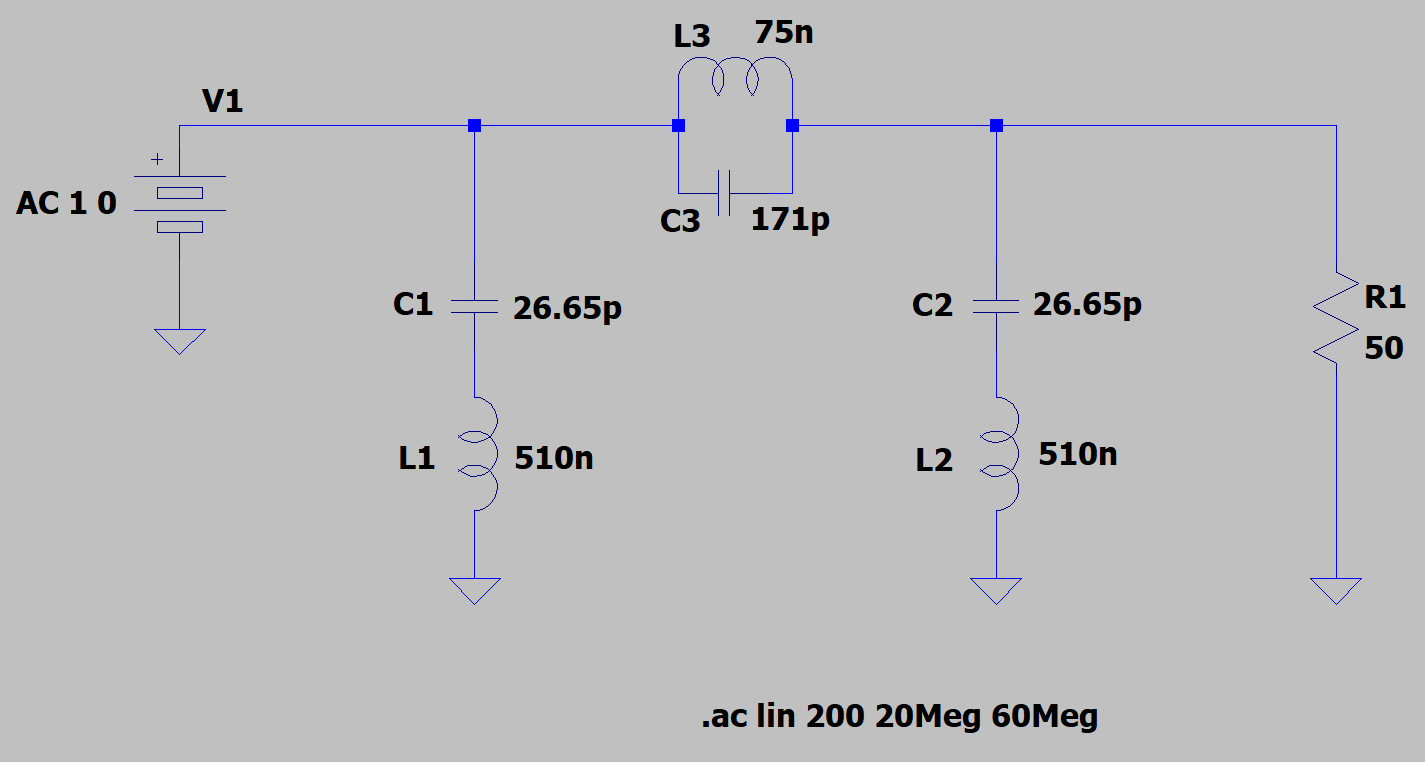 L3 75n
V1
+
AC 1 0
C3 171p
C1 26.65p
C2 26.65p
R1
50
L1 510n
L2 510n
.ac lin 200 20Meg 60Meg